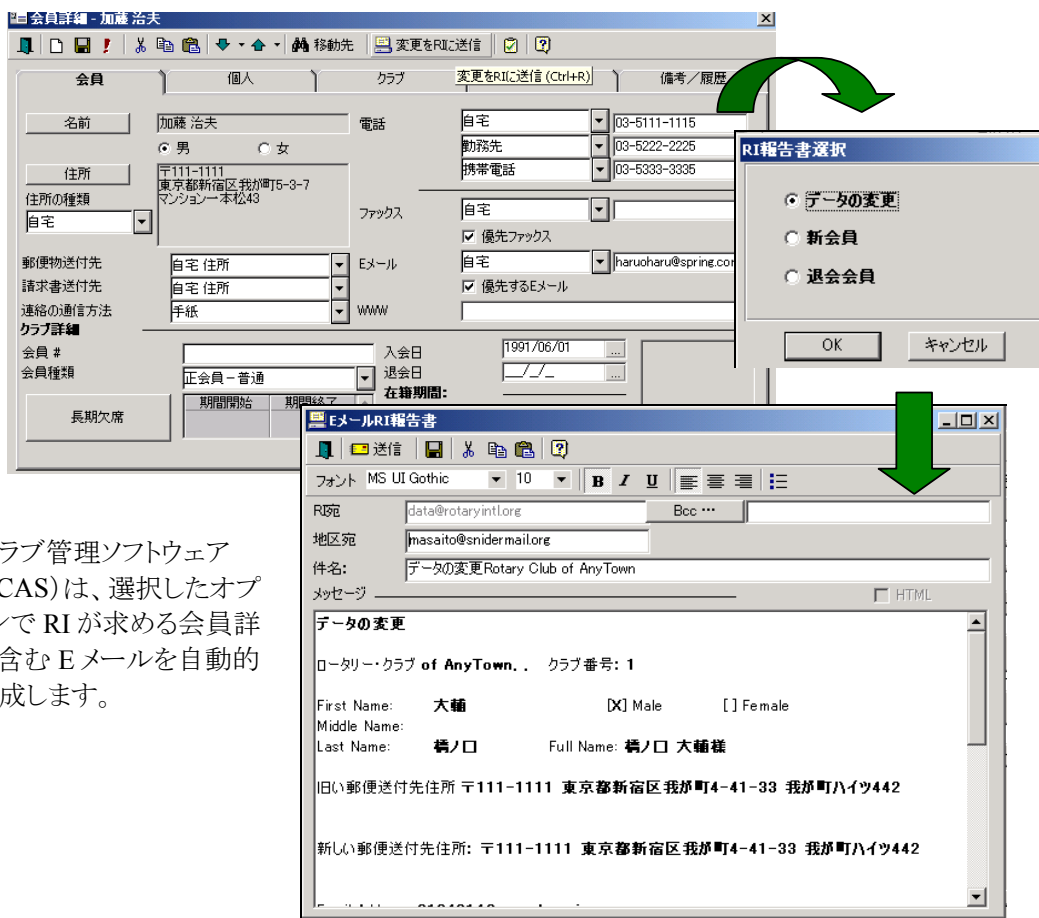 会員詳細 - 加藤 治夫
移動先 変更をRIに送信
会員 個人 クラブ 変更をRIに送信 (Ctrl+R) 備考／履歴
名前 加藤 治夫
男 女
住所 〒111-1111
東京都新宿区我が町5-3-7
マンション一本松43
住所の種類
自宅
郵便物送付先 自宅 住所
請求書送付先 自宅 住所
連絡の通信方法 手紙
電話 自宅 03-5111-1115
勤務先 03-5222-2225
携帯電話 03-5333-3335
ファックス 自宅
優先ファックス
Eメール 自宅 haruoharu@spring.cor
優先するEメール
WWW
クラブ詳細
会員 #
会員種類 正会員 - 普通
長期欠席 期間開始 期間終了
入会日 1991/06/01 ...
退会日 __/_/_ ...
在籍期間:
RI報告書選択
データの変更
新会員
退会会員
OK キャンセル
ラブ管理ソフトウェア
CAS）は、選択したオプ
ンで RI が求める会員詳
含む E メールを自動的
成します。
EメールRI報告書
送信
フォント MS UI Gothic 10 B I U
RI宛 data@rotaryintl.org Bcc ...
地区宛 masaito@snidermail.org
件名: データの変更Rotary Club of AnyTown
メッセージ HTML
データの変更
ロータリー・クラブ of AnyTown. . クラブ番号: 1
First Name: 大輔 [X] Male [ ] Female
Middle Name:
Last Name: 橋ノ口 Full Name: 橋ノ口 大輔様
旧い郵便送付先住所 〒111-1111 東京都新宿区我が町4-41-33 我が町ハイツ442
新しい郵便送付先住所: 〒111-1111 東京都新宿区我が町4-41-33 我が町ハイツ442